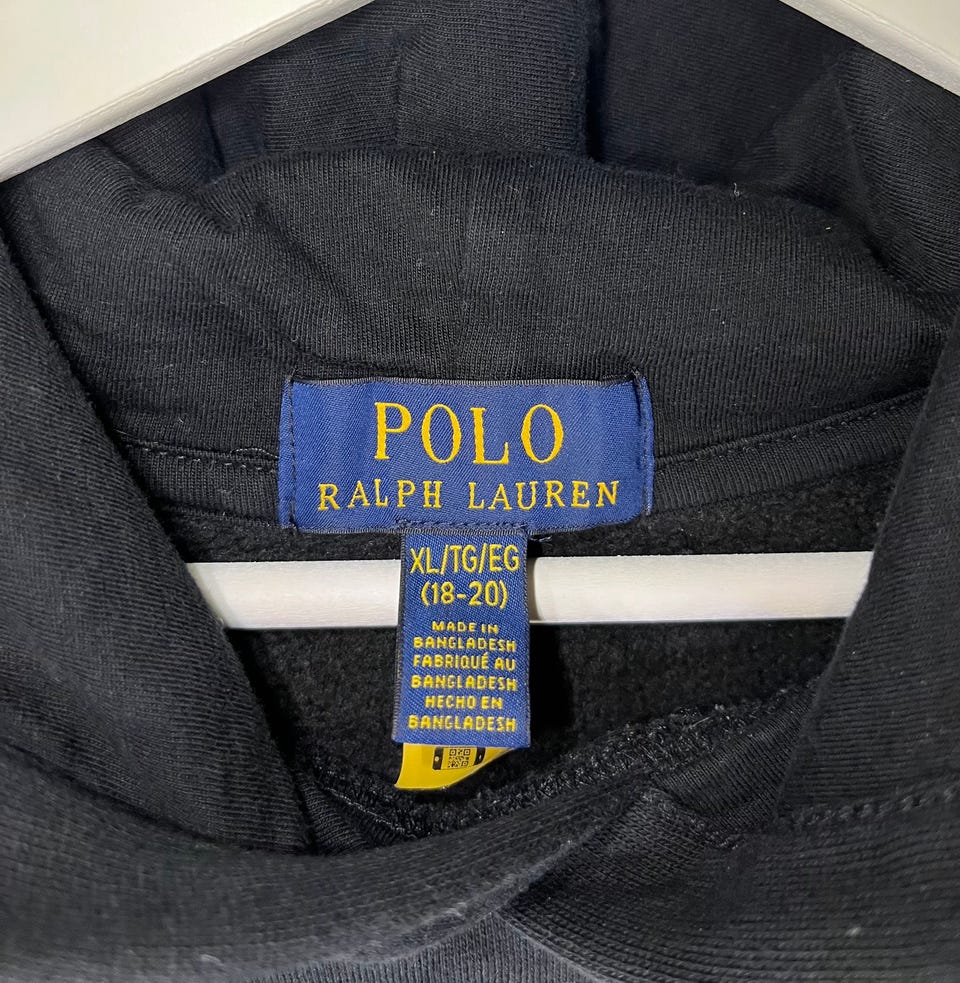 POLO
RALPH LAUREN
XL/TG/EG
(18-20)
MADE IN
BANGLADESH
FABRIQUÉ AU
BANGLADESH
HECHO EN
BANGLADESH